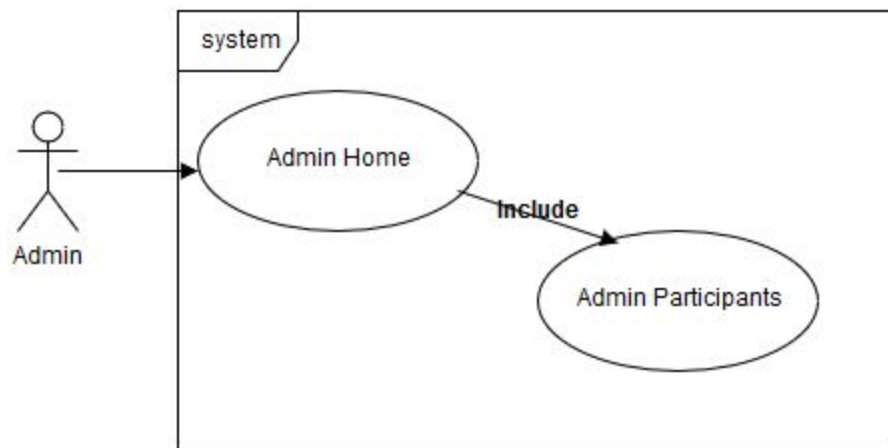 system
Admin Home
Include
Admin
Admin Participants